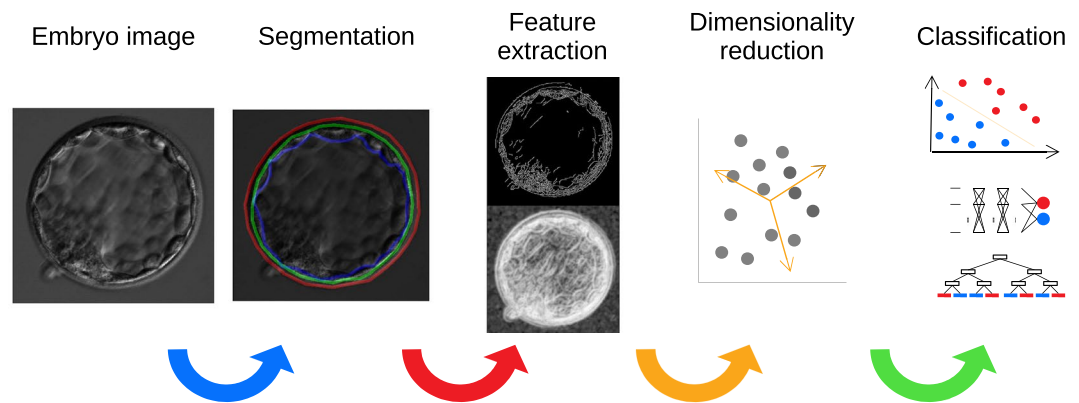 Embryo image
Segmentation
Feature
extraction
Dimensionality
reduction
Classification